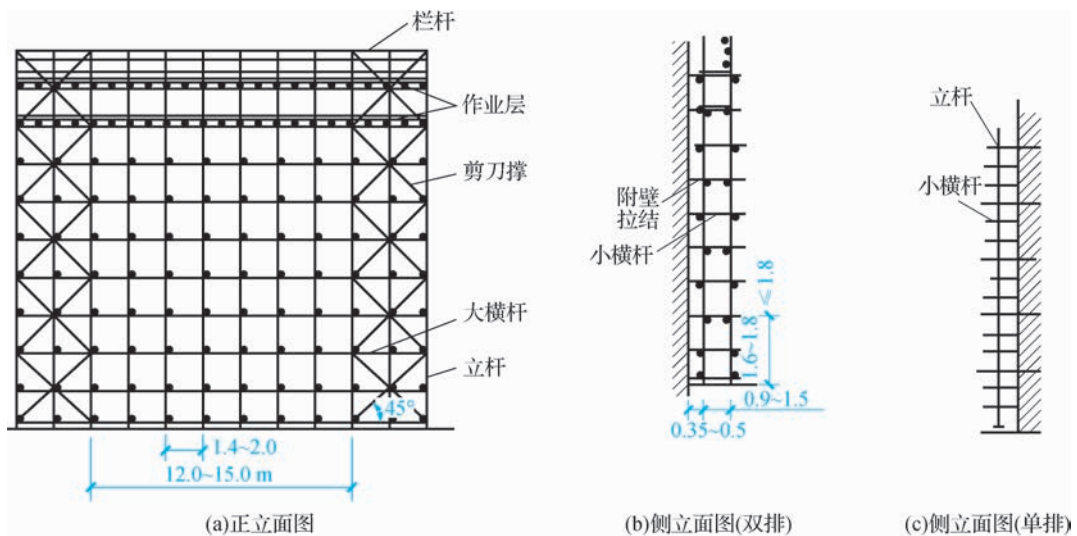 栏杆
作业层
剪刀撑
大横杆
立杆
45°
1.4~2.0
12.0~15.0 m
(a)正立面图
附壁
拉结
小横杆
≤1.8
1.6~1.8
0.9~1.5
0.35~0.5
(b)侧立面图(双排)
立杆
小横杆
(c)侧立面图(单排)